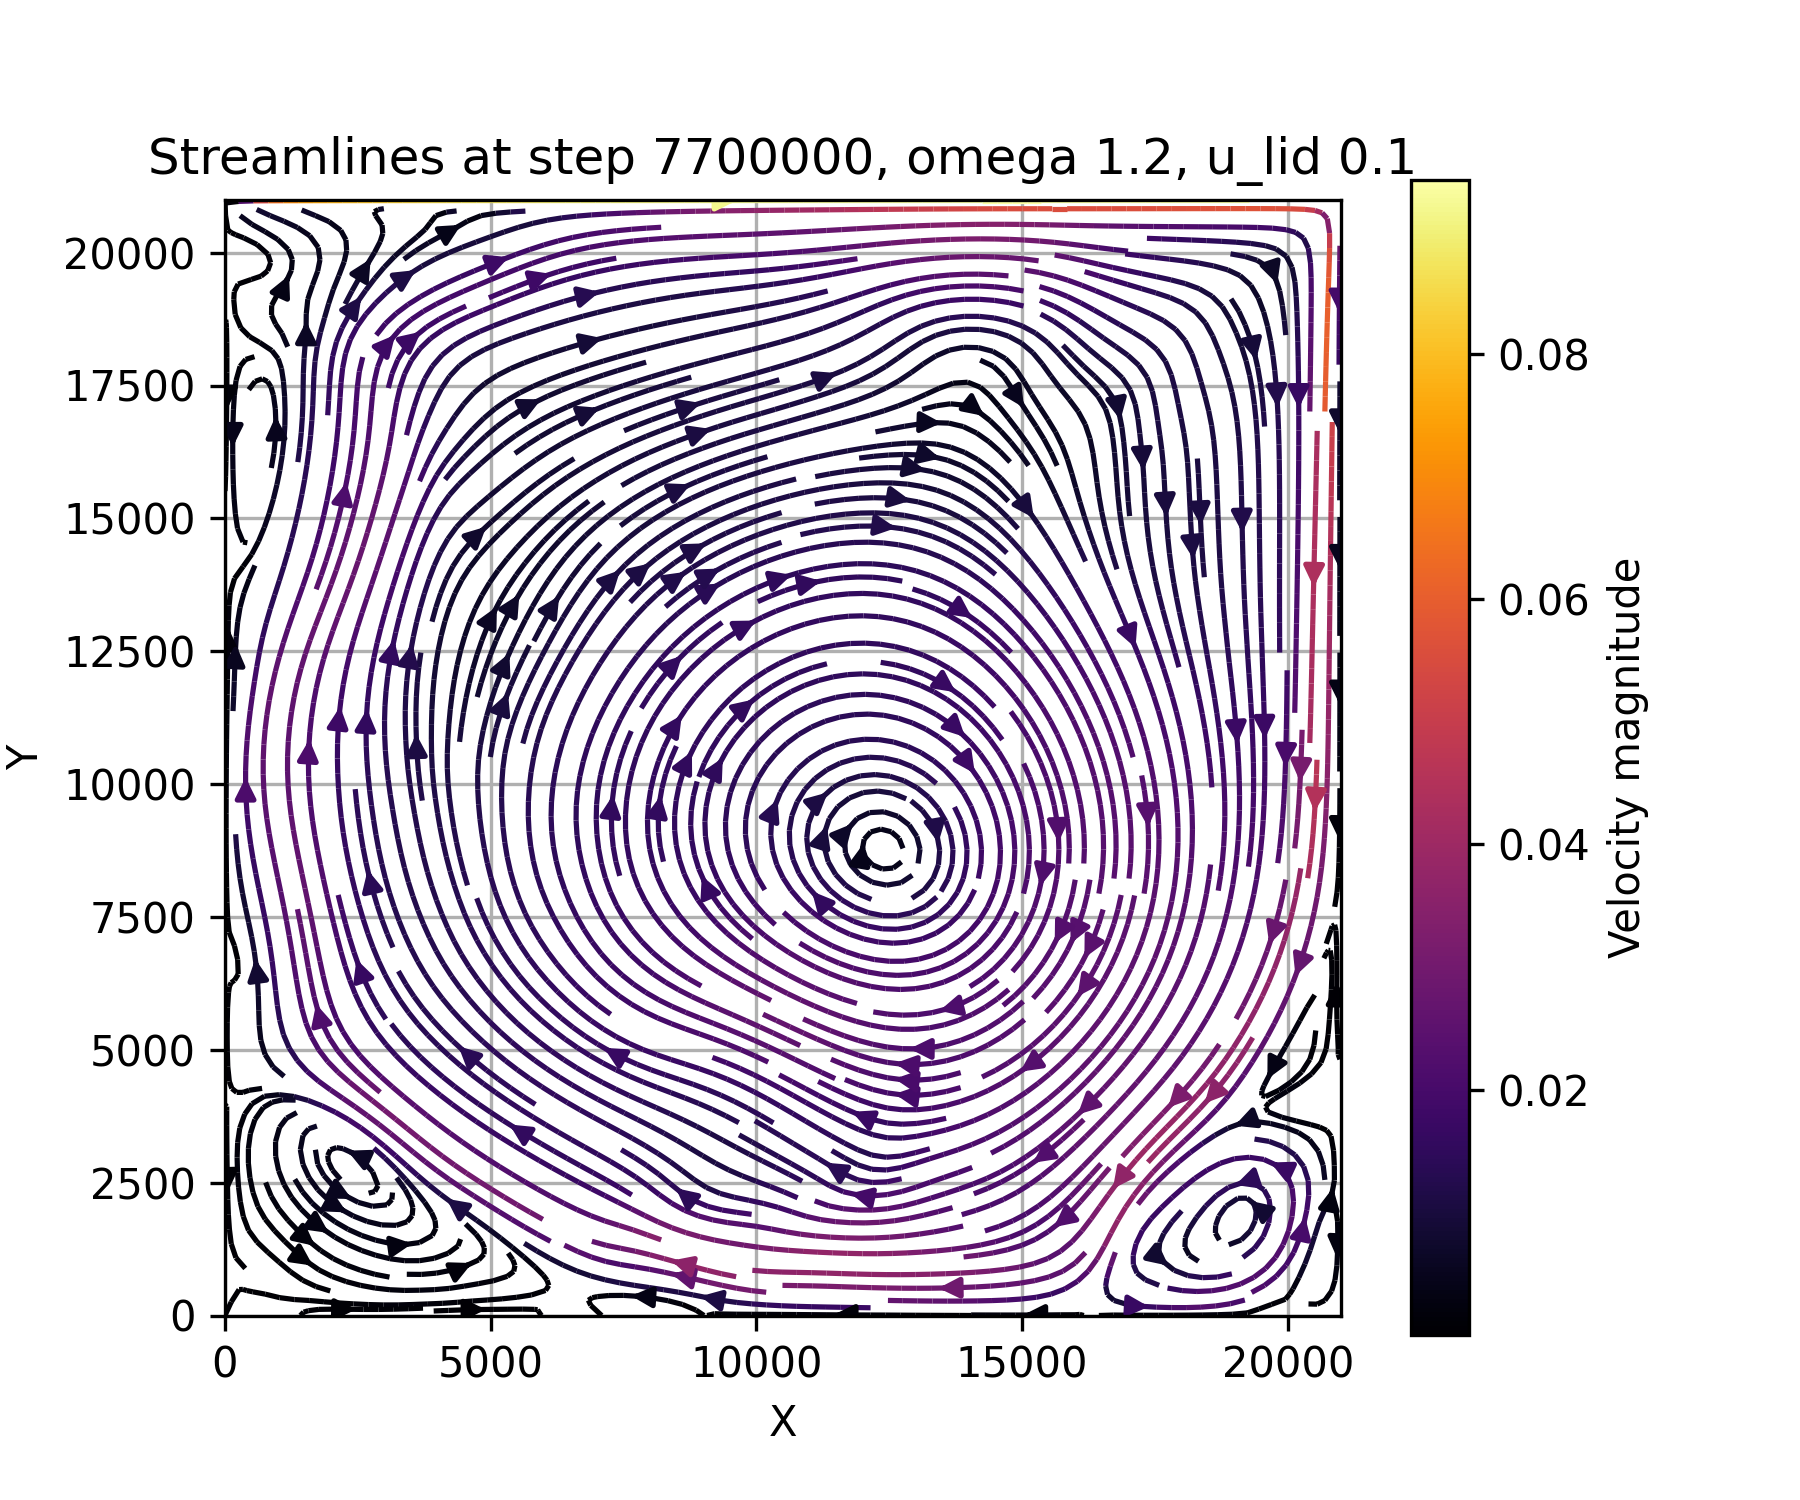 Streamlines at step 7700000, omega 1.2, u_lid 0.1
20000
17500
15000
12500
10000
7500
5000
2500
0
Y
0 5000 10000 15000 20000
X
0.08
0.06
0.04
0.02
Velocity magnitude